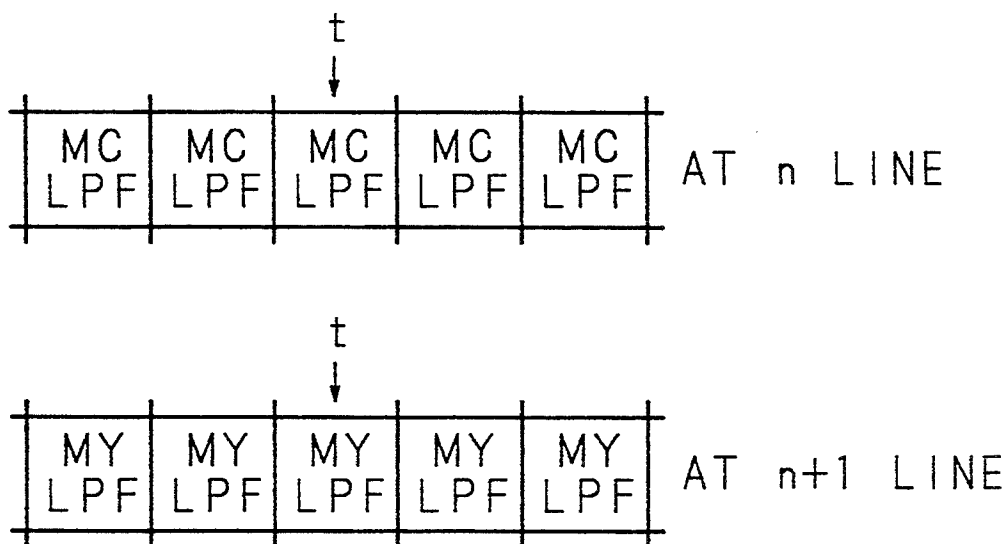 t
MC MC MC MC MC
LPF LPF LPF LPF LPF
AT n LINE
t
MY MY MY MY MY
LPF LPF LPF LPF LPF
AT n+1 LINE